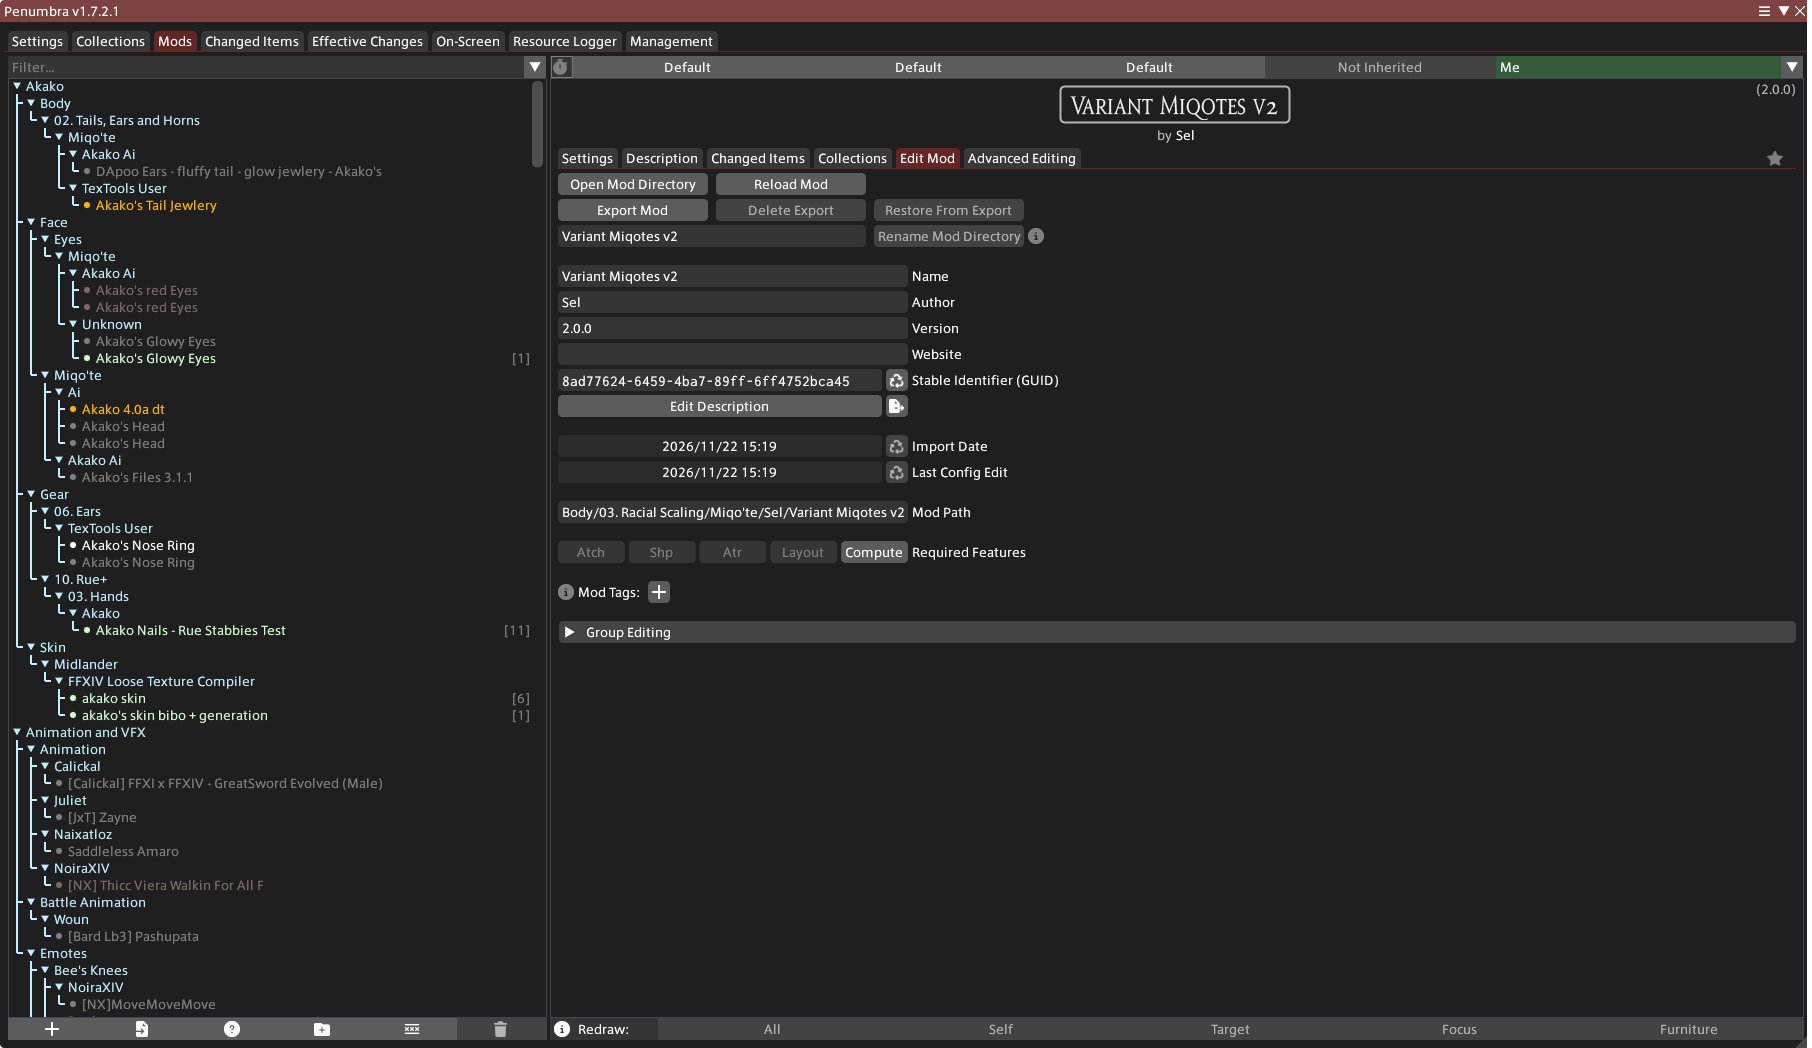 Penumbra v1.7.2.1
Settings Collections Mods Changed Items Effective Changes On-Screen Resource Logger Management
Filter...
Akako
Body
02. Tails, Ears and Horns
Miqo'te
Akako Ai
DApoo Ears - fluffy tail - glow jewlery - Akako's
TexTools User
Akako's Tail Jewlery
Face
Eyes
Miqo'te
Akako Ai
Akako's red Eyes
Akako's red Eyes
Unknown
Akako's Glowy Eyes
Akako's Glowy Eyes [1]
Miqo'te
Ai
Akako 4.0a dt
Akako's Head
Akako's Head
Akako Ai
Akako's Files 3.1.1
Gear
06. Ears
TexTools User
Akako's Nose Ring
Akako's Nose Ring
10. Rue+
03. Hands
Akako
Akako Nails - Rue Stabbies Test [11]
Skin
Midlander
FFXIV Loose Texture Compiler
akako skin [6]
akako's skin bibo + generation [1]
Animation and VFX
Animation
Calickal
[Calickal] FFXI x FFXIV - GreatSword Evolved (Male)
Juliet
[JxT] Zayne
Naixatloz
Saddleless Amaro
NoiraXIV
[NX] Thicc Viera Walkin For All F
Battle Animation
Woun
[Bard Lb3] Pashupata
Emotes
Bee's Knees
NoiraXIV
[NX]MoveMoveMove
Default Default Default Not Inherited Me
Variant Miqotes v2
(2.0.0)
by Sel
Settings Description Changed Items Collections Edit Mod Advanced Editing
Open Mod Directory Reload Mod
Export Mod Delete Export Restore From Export
Variant Miqotes v2 Rename Mod Directory
Variant Miqotes v2 Name
Sel Author
2.0.0 Version
Website
8ad77624-6459-4ba7-89ff-6ff4752bca45 Stable Identifier (GUID)
Edit Description
2026/11/22 15:19 Import Date
2026/11/22 15:19 Last Config Edit
Body/03. Racial Scaling/Miqo'te/Sel/Variant Miqotes v2 Mod Path
Atch Shp Atr Layout Compute Required Features
Mod Tags:
Group Editing
Redraw: All Self Target Focus Furniture